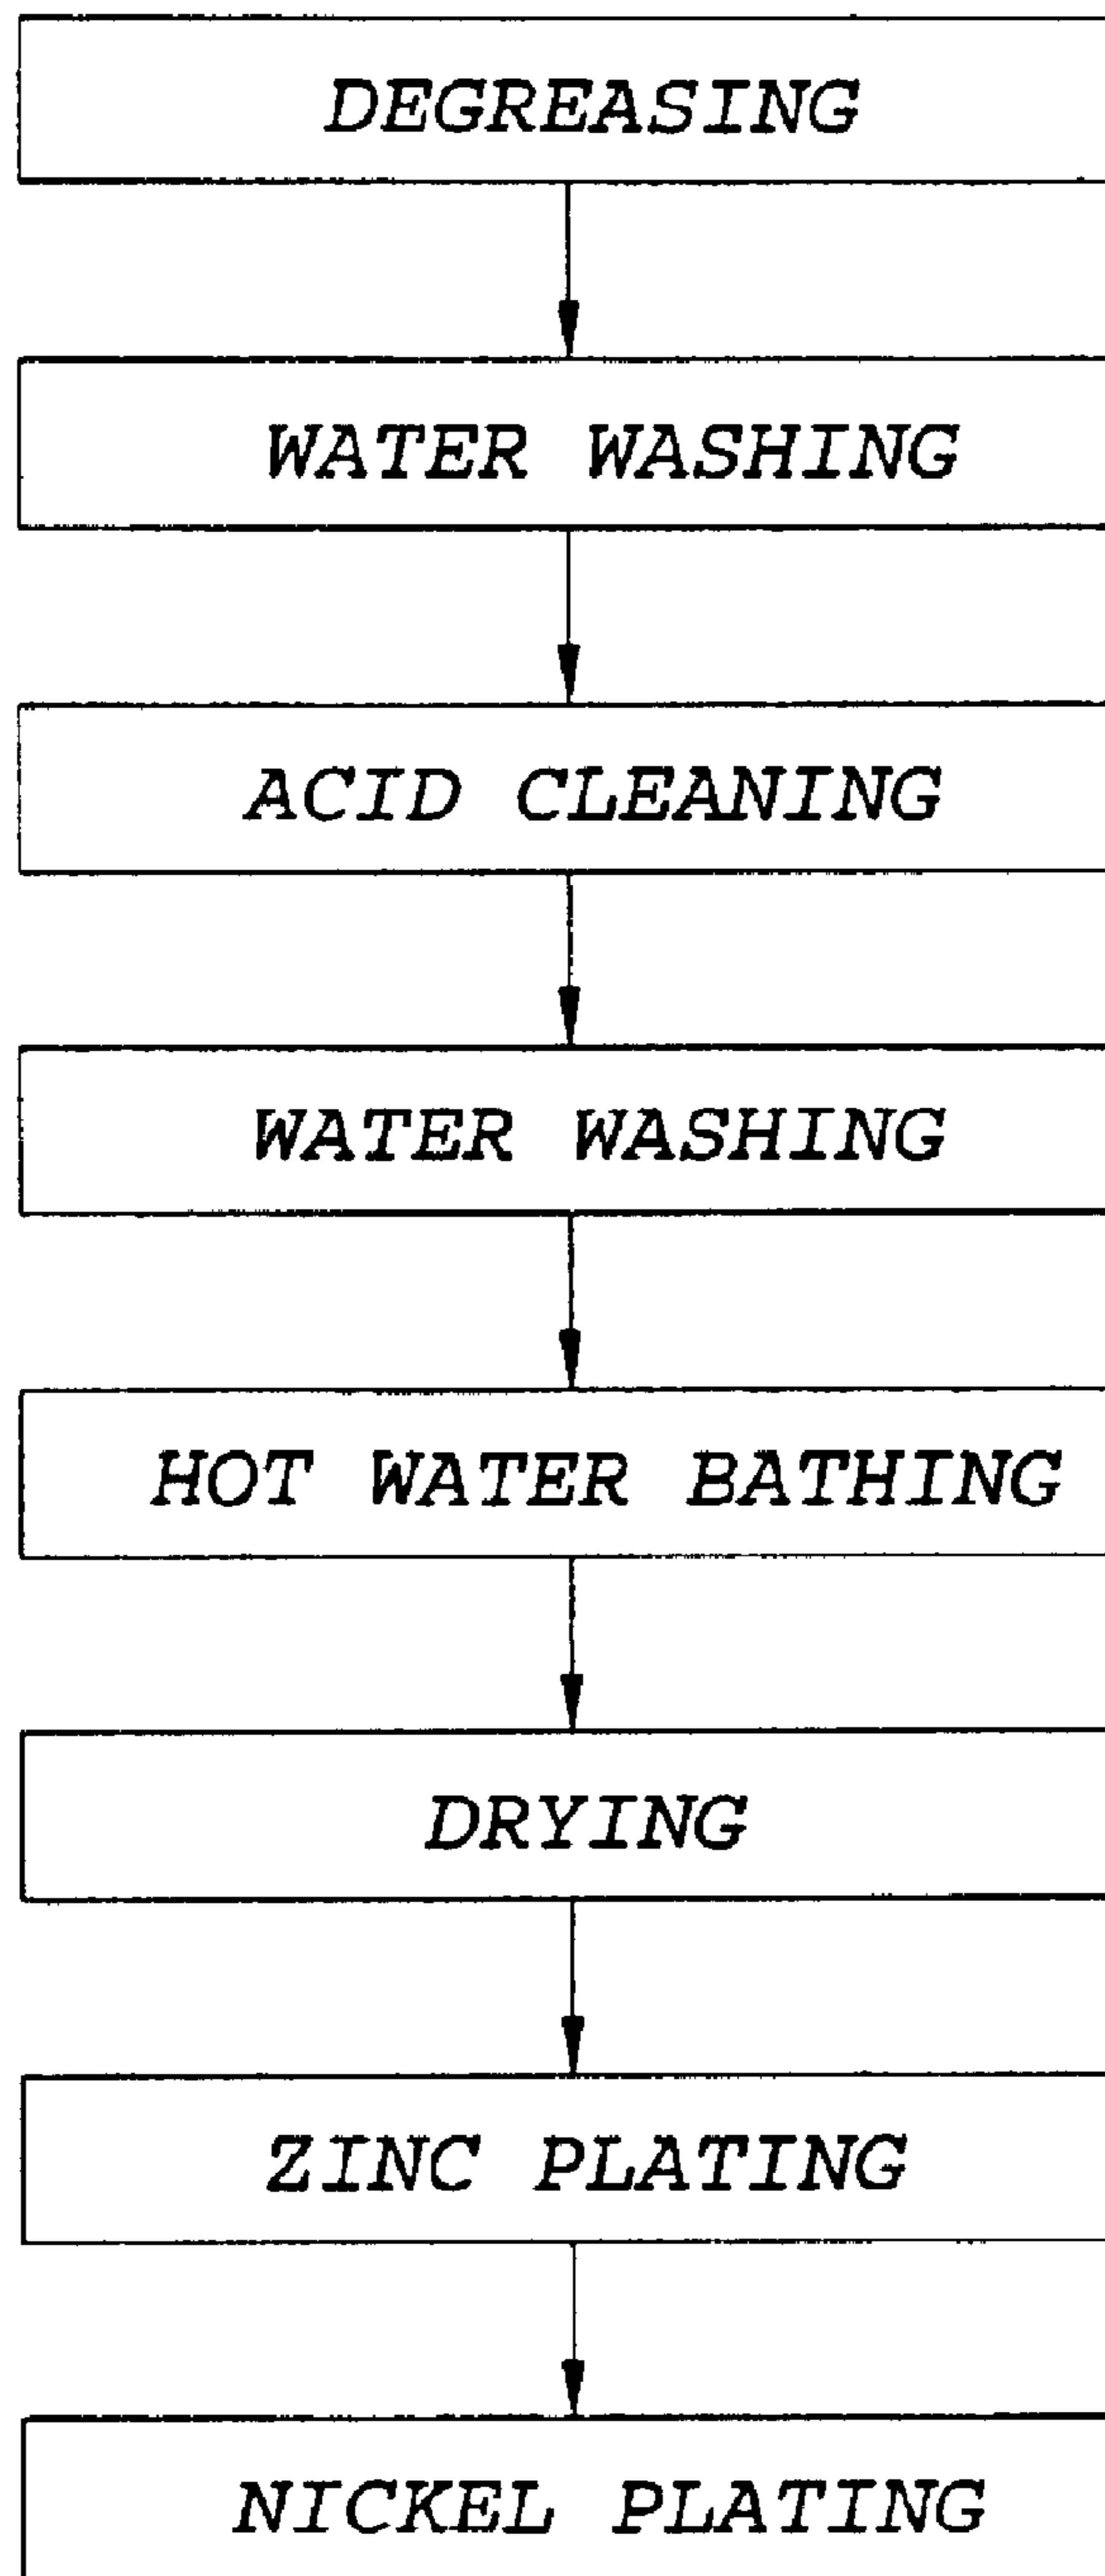 DEGREASING
WATER WASHING
ACID CLEANING
WATER WASHING
HOT WATER BATHING
DRYING
ZINC PLATING
NICKEL PLATING